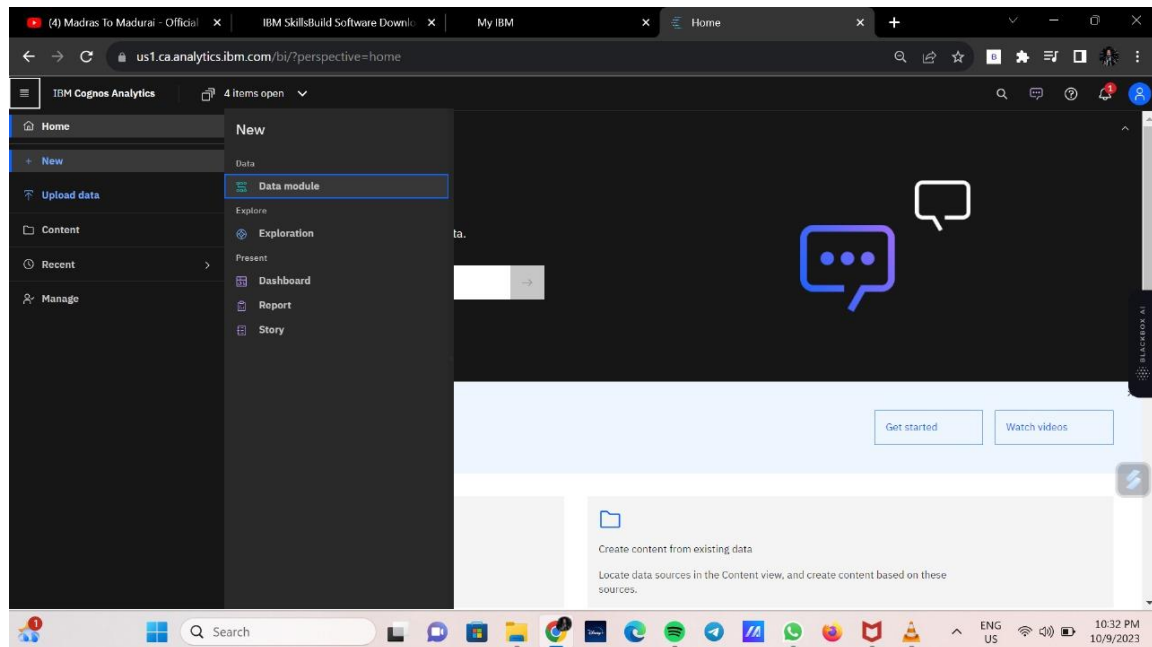 (4) Madras To Madurai - Official
IBM SkillsBuild Software Downlo
My IBM
Home
us1.ca.analytics.ibm.com/bi/?perspective=home
B
IBM Cognos Analytics
4 items open
1
Home
New
Upload data
Content
Recent
Manage
New
Data
Data module
Explore
Exploration
Present
Dashboard
Report
Story
ta.
BLACKBOX AI
Get started
Watch videos
Create content from existing data
Locate data sources in the Content view, and create content based on these
sources.
1
Search
ENG
US
10:32 PM
10/9/2023